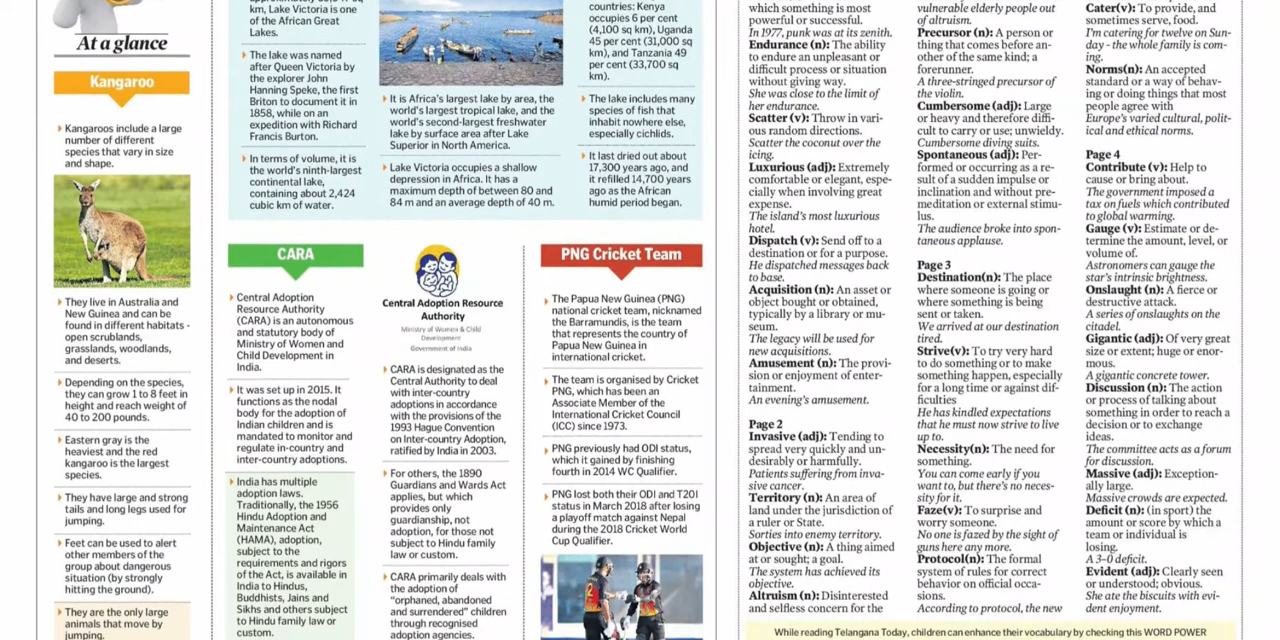 At a glance
Kangaroo
Kangaroos include a large
number of different
species that vary in size
and shape.
They live in Australia and
New Guinea and can be
found in different habitats -
open scrublands,
grasslands, woodlands,
and deserts.
Depending on the species,
they can grow 1 to 8 feet in
height and reach weight of
40 to 200 pounds.
Eastern gray is the
heaviest and the red
kangaroo is the largest
species.
They have large and strong
tails and long legs used for
jumping.
Feet can be used to alert
other members of the
group about dangerous
situation (by strongly
hitting the ground).
They are the only large
animals that move by
jumping.
km, Lake Victoria is one
of the African Great
Lakes.
The lake was named
after Queen Victoria by
the explorer John
Hanning Speke, the first
Briton to document it in
1858, while on an
expedition with Richard
Francis Burton.
In terms of volume, it is
the world's ninth-largest
continental lake,
containing about 2,424
cubic km of water.
It is Africa's largest lake by area, the
world's largest tropical lake, and the
world's second-largest freshwater
lake by surface area after Lake
Superior in North America.
Lake Victoria occupies a shallow
depression in Africa. It has a
maximum depth of between 80 and
84 m and an average depth of 40 m.
countries: Kenya
occupies 6 per cent
(4,100 sq km), Uganda
45 per cent (31,000 sq
km), and Tanzania 49
per cent (33,700 sq
km).
The lake includes many
species of fish that
inhabit nowhere else,
especially cichlids.
It last dried out about
17,300 years ago, and
it refilled 14,700 years
ago as the African
humid period began.
CARA
Central Adoption
Resource Authority
(CARA) is an autonomous
and statutory body of
Ministry of Women and
Child Development in
India.
It was set up in 2015. It
functions as the nodal
body for the adoption of
Indian children and is
mandated to monitor and
regulate in-country and
inter-country adoptions.
India has multiple
adoption laws.
Traditionally, the 1956
Hindu Adoption and
Maintenance Act
(HAMA), adoption,
subject to the
requirements and rigors
of the Act, is available in
India to Hindus,
Buddhists, Jains and
Sikhs and others subject
to Hindu family law or
custom.
Central Adoption Resource
Authority
Ministry of Women & Child
Development
Government of India
CARA is designated as the
Central Authority to deal
with inter-country
adoptions in accordance
with the provisions of the
1993 Hague Convention
on Inter-country Adoption,
ratified by India in 2003.
For others, the 1890
Guardians and Wards Act
applies, but which
provides only
guardianship, not
adoption, for those not
subject to Hindu family
law or custom.
CARA primarily deals with
the adoption of
"orphaned, abandoned
and surrendered" children
through recognised
adoption agencies.
PNG Cricket Team
The Papua New Guinea (PNG)
national cricket team, nicknamed
the Barramundis, is the team
that represents the country of
Papua New Guinea in
international cricket.
The team is organised by Cricket
PNG, which has been an
Associate Member of the
International Cricket Council
(ICC) since 1973.
PNG previously had ODI status,
which it gained by finishing
fourth in 2014 WC Qualifier.
PNG lost both their ODI and T20I
status in March 2018 after losing
a playoff match against Nepal
during the 2018 Cricket World
Cup Qualifier.
which something is most
powerful or successful.
In 1977, punk was at its zenith.
Endurance (n): The ability
to endure an unpleasant or
difficult process or situation
without giving way.
She was close to the limit of
her endurance.
Scatter (v): Throw in vari-
ous random directions.
Scatter the coconut over the
icing.
Luxurious (adj): Extremely
comfortable or elegant, espe-
cially when involving great
expense.
The island's most luxurious
hotel.
Dispatch (v): Send off to a
destination or for a purpose.
He dispatched messages back
to base.
Acquisition (n): An asset or
object bought or obtained,
typically by a library or mu-
seum.
The legacy will be used for
new acquisitions.
Amusement (n): The provi-
sion or enjoyment of enter-
tainment.
An evening's amusement.
Page 2
Invasive (adj): Tending to
spread very quickly and un-
desirably or harmfully.
Patients suffering from inva-
sive cancer.
Territory (n): An area of
land under the jurisdiction of
a ruler or State.
Sorties into enemy territory.
Objective (n): A thing aimed
at or sought; a goal.
The system has achieved its
objective.
Altruism (n): Disinterested
and selfless concern for the
vulnerable elderly people out
of altruism.
Precursor (n): A person or
thing that comes before an-
other of the same kind; a
forerunner.
A three-stringed precursor of
the violin.
Cumbersome (adj): Large
or heavy and therefore diffi-
cult to carry or use; unwieldy.
Cumbersome diving suits.
Spontaneous (adj): Per-
formed or occurring as a re-
sult of a sudden impulse or
inclination and without pre-
meditation or external stimu-
lus.
The audience broke into spon-
taneous applause.
Page 3
Destination(n): The place
where someone is going or
where something is being
sent or taken.
We arrived at our destination
tired.
Strive(v): To try very hard
to do something or to make
something happen, especially
for a long time or against dif-
ficulties
He has kindled expectations
that he must now strive to live
up to.
Necessity(n): The need for
something.
You can come early if you
want to, but there's no neces-
sity for it.
Faze(v): To surprise and
worry someone.
No one is fazed by the sight of
guns here any more.
Protocol(n): The formal
system of rules for correct
behavior on official occa-
sions.
According to protocol, the new
Cater(v): To provide, and
sometimes serve, food.
I'm catering for twelve on Sun-
day - the whole family is com-
ing.
Norms(n): An accepted
standard or a way of behav-
ing or doing things that most
people agree with
Europe's varied cultural, polit-
ical and ethical norms.
Page 4
Contribute (v): Help to
cause or bring about.
The government imposed a
tax on fuels which contributed
to global warming.
Gauge (v): Estimate or de-
termine the amount, level, or
volume of.
Astronomers can gauge the
star's intrinsic brightness.
Onslaught (n): A fierce or
destructive attack.
A series of onslaughts on the
citadel.
Gigantic (adj): Of very great
size or extent; huge or enor-
mous.
A gigantic concrete tower.
Discussion (n): The action
or process of talking about
something in order to reach a
decision or to exchange
ideas.
The committee acts as a forum
for discussion.
Massive (adj): Exception-
ally large.
Massive crowds are expected.
Deficit (n): (in sport) the
amount or score by which a
team or individual is
losing.
A 3–0 deficit.
Evident (adj): Clearly seen
or understood; obvious.
She ate the biscuits with evi-
dent enjoyment.
While reading Telangana Today, children can enhance their vocabulary by checking this WORD POWER